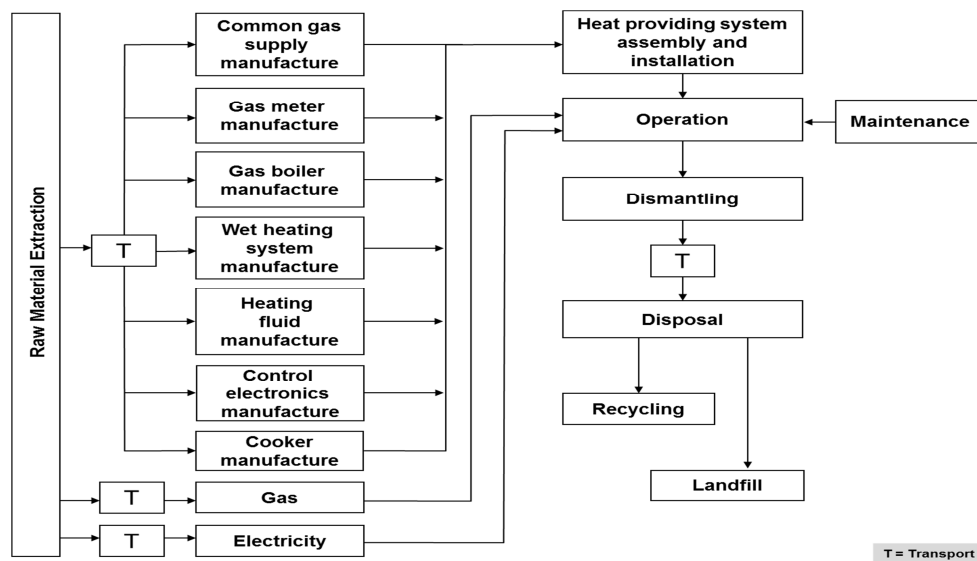 Raw Material Extraction
T
T
T
Common gas
supply
manufacture
Gas meter
manufacture
Gas boiler
manufacture
Wet heating
system
manufacture
Heating
fluid
manufacture
Control
electronics
manufacture
Cooker
manufacture
Gas
Electricity
Heat providing system
assembly and
installation
Operation
Maintenance
Dismantling
T
Disposal
Recycling
Landfill
T = Transport